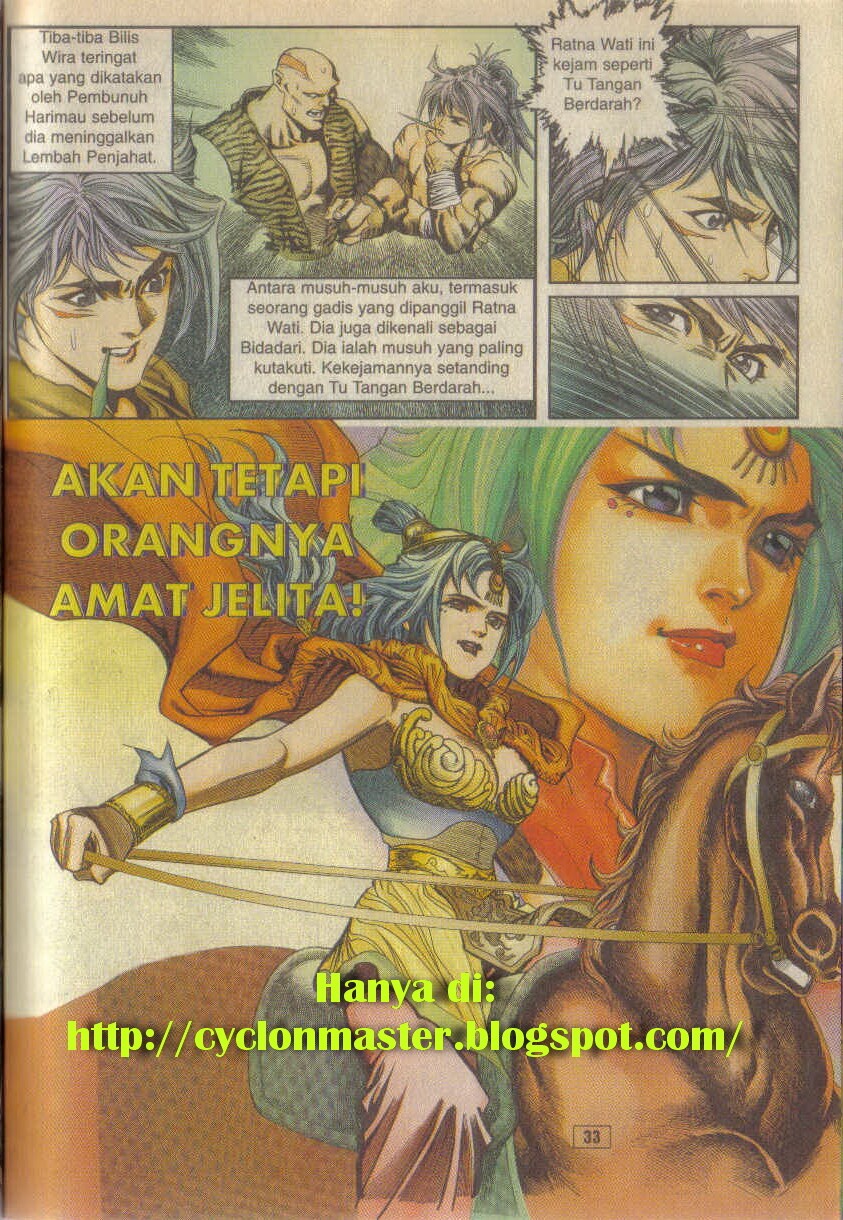 Tiba-tiba Bilis
Wira teringat
apa yang dikatakan
oleh Pembunuh
Harimau sebelum
dia meninggalkan
Lembah Penjahat.
Antara musuh-musuh aku, termasuk
seorang gadis yang dipanggil Ratna
Wati. Dia juga dikenali sebagai
Bidadari. Dia ialah musuh yang paling
kutakuti. Kekejamannya setanding
dengan Tu Tangan Berdarah...
Ratna Wati ini
kejam seperti
Tu Tangan
Berdarah?
AKAN TETAPI
ORANGNYA
AMAT JELITA!
Hanya di:
http://cyclonmaster.blogspot.com/
33